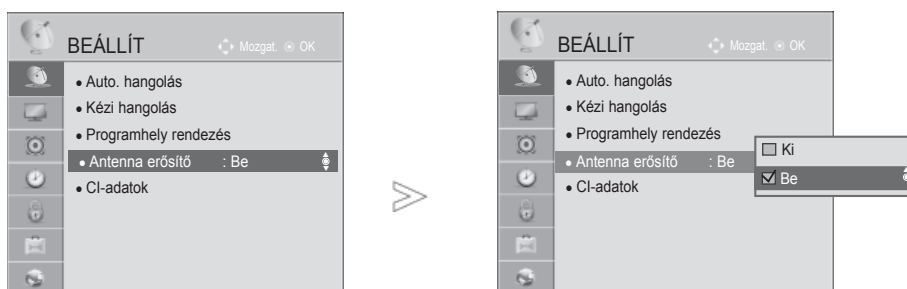 BEÁLLÍT Mozgat. OK
• Auto. hangolás
• Kézi hangolás
• Programhely rendezés
• Antenna erősítő : Be
• CI-adatok
BEÁLLÍT Mozgat. OK
• Auto. hangolás
• Kézi hangolás
• Programhely rendezés
• Antenna erősítő : Be
• CI-adatok
Ki
Be